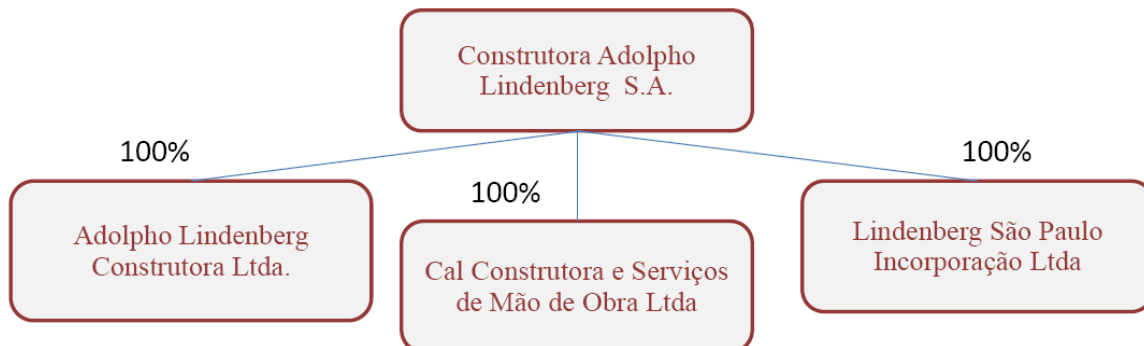 Construtora Adolpho
Lindenberg S.A.
100%
100%
100%
Adolpho Lindenberg
Construtora Ltda.
Cal Construtora e Serviços
de Mão de Obra Ltda
Lindenberg São Paulo
Incorporação Ltda